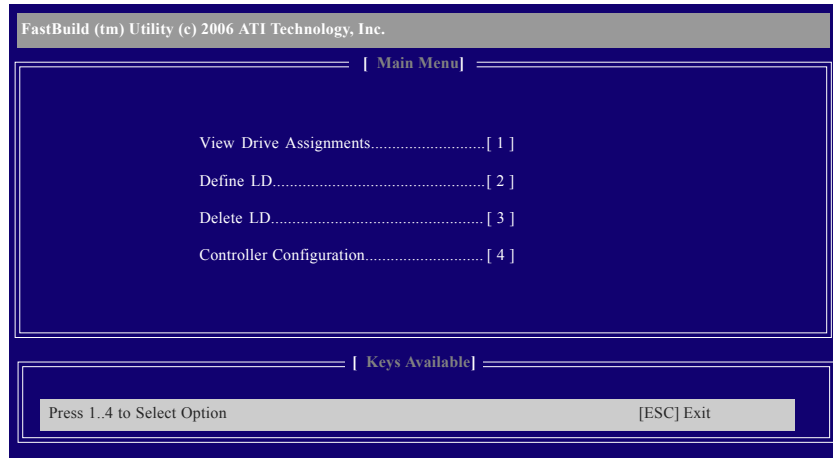 FastBuild (tm) Utility (c) 2006 ATI Technology, Inc.
[ Main Menu]
View Drive Assignments...........................[ 1 ]
Define LD..................................................[ 2 ]
Delete LD.................................................. [ 3 ]
Controller Configuration............................ [ 4 ]
[ Keys Available]
Press 1..4 to Select Option [ESC] Exit